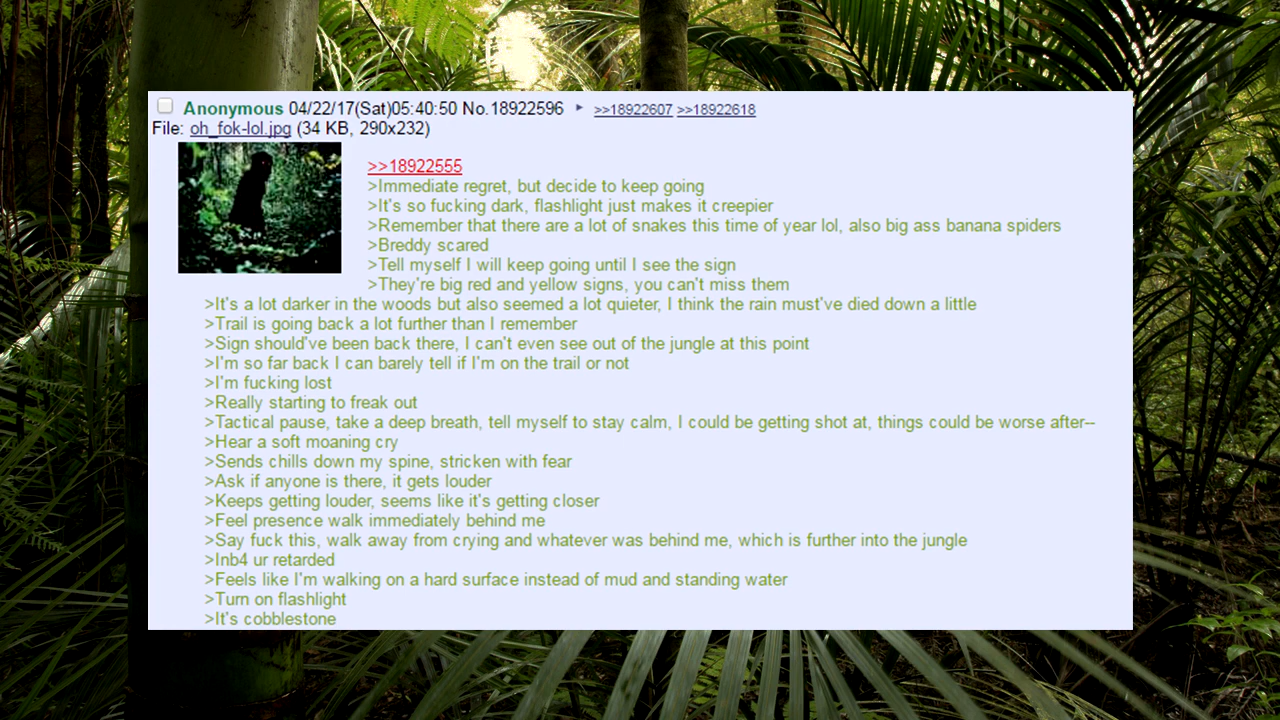 Anonymous 04/22/17(Sat)05:40:50 No.18922596 ▸ >>18922607 >>18922618
File: oh_fok-lol.jpg (34 KB, 290x232)
>>18922555
>Immediate regret, but decide to keep going
>It's so fucking dark, flashlight just makes it creepier
>Remember that there are a lot of snakes this time of year lol, also big ass banana spiders
>Breddy scared
>Tell myself I will keep going until I see the sign
>They're big red and yellow signs, you can't miss them
>It's a lot darker in the woods but also seemed a lot quieter, I think the rain must've died down a little
>Trail is going back a lot further than I remember
>Sign should've been back there, I can't even see out of the jungle at this point
>I'm so far back I can barely tell if I'm on the trail or not
>I'm fucking lost
>Really starting to freak out
>Tactical pause, take a deep breath, tell myself to stay calm, I could be getting shot at, things could be worse after--
>Hear a soft moaning cry
>Sends chills down my spine, stricken with fear
>Ask if anyone is there, it gets louder
>Keeps getting louder, seems like it's getting closer
>Feel presence walk immediately behind me
>Say fuck this, walk away from crying and whatever was behind me, which is further into the jungle
>Inb4 ur retarded
>Feels like I'm walking on a hard surface instead of mud and standing water
>Turn on flashlight
>It's cobblestone